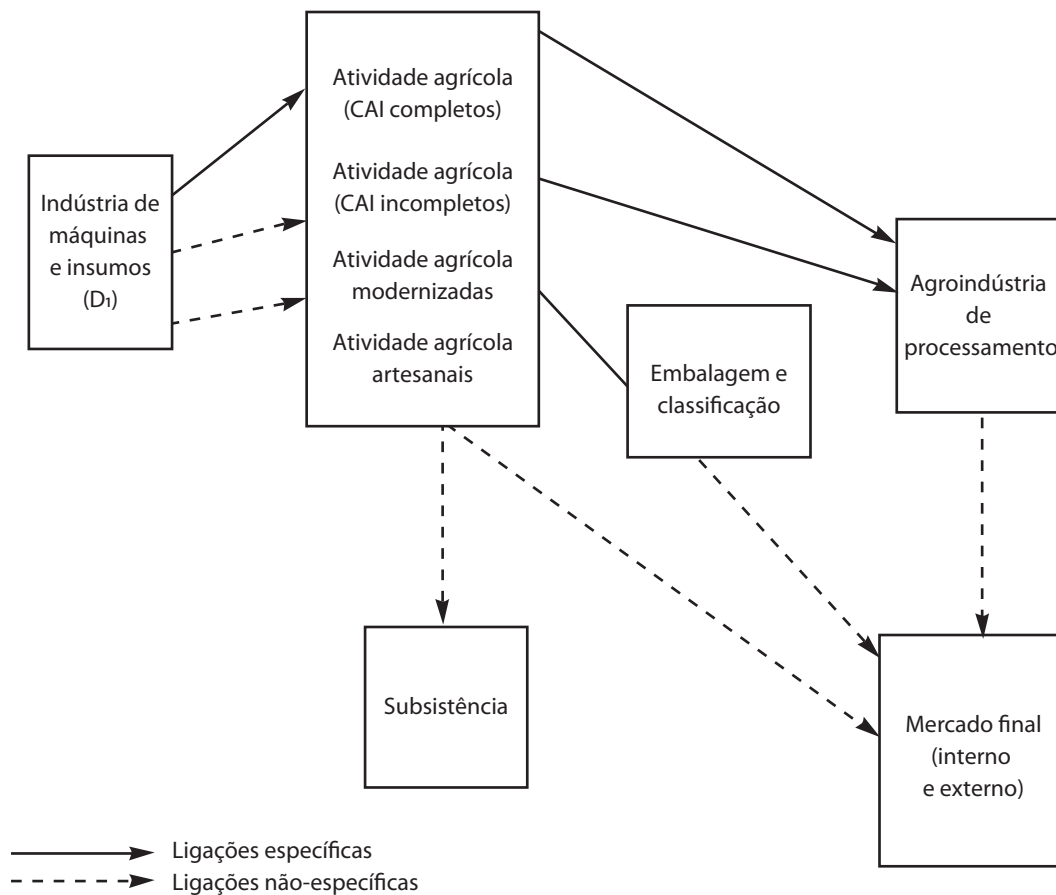 Atividade agrícola
(CAI completos)
Indústria de
máquinas
e insumos
(D₁)
Atividade agrícola
(CAI incompletos)
Atividade agrícola
modernizadas
Atividade agrícola
artesanais
Embalagem e
classificação
Agroindústria
de
processamento
Subsistência
Mercado final
(interno
e externo)
Ligações específicas
Ligações não-específicas